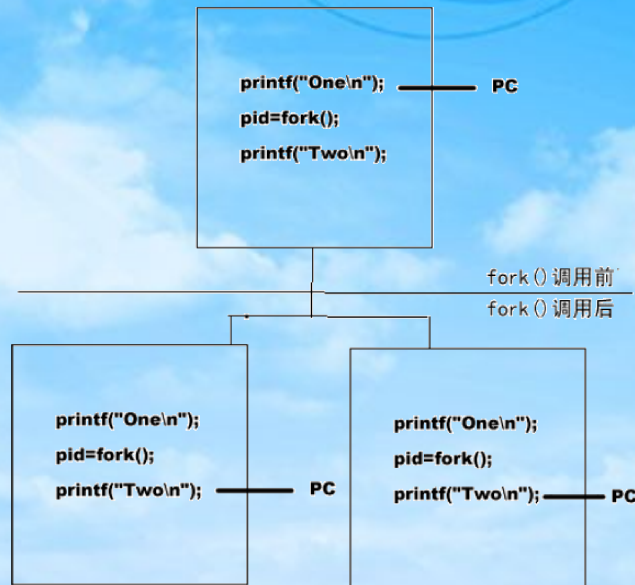 printf("One\n"); PC
pid=fork();
printf("Two\n");
fork()调用前
fork()调用后
printf("One\n");
pid=fork();
printf("Two\n"); PC
printf("One\n");
pid=fork();
printf("Two\n"); PC